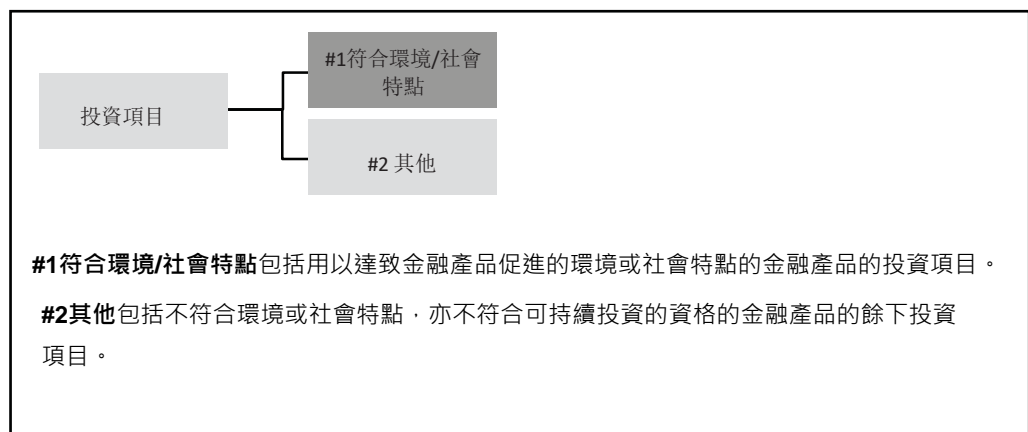 #1符合環境/社會
特點
投資項目
#2 其他
#1符合環境/社會特點包括用以達致金融產品促進的環境或社會特點的金融產品的投資項目。
#2其他包括不符合環境或社會特點，亦不符合可持續投資的資格的金融產品的餘下投資
項目。